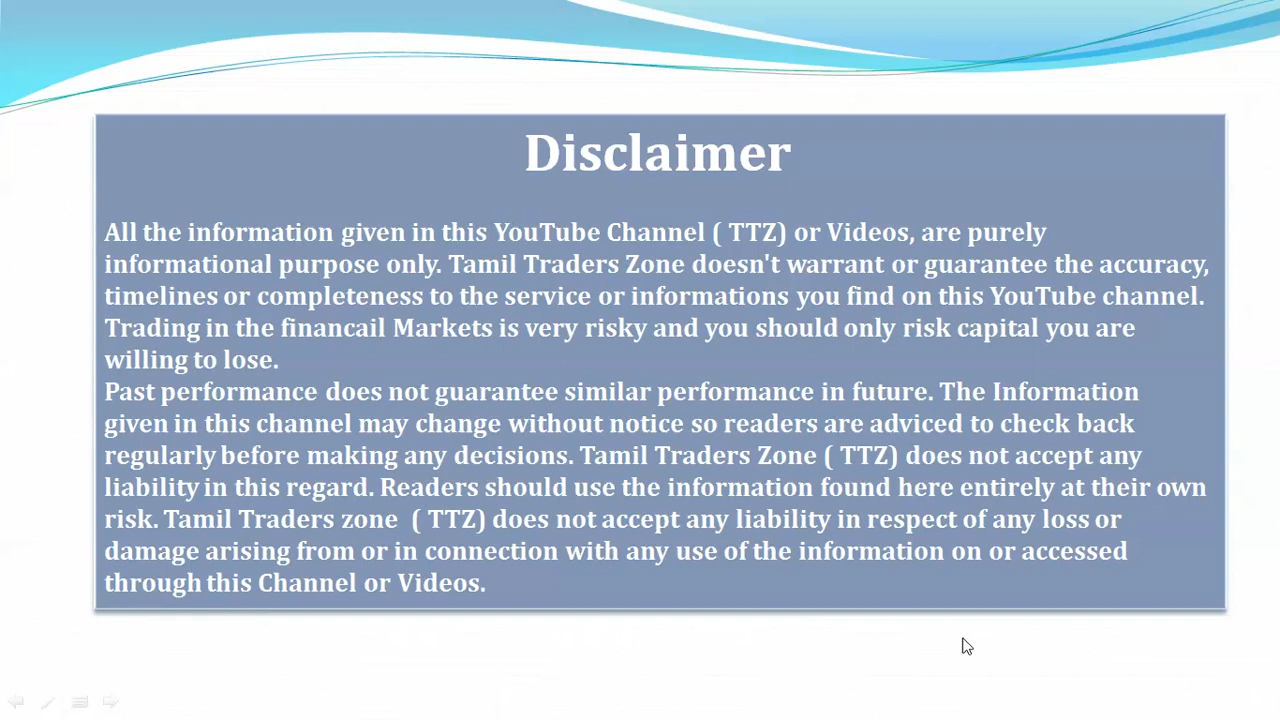 Disclaimer
All the information given in this YouTube Channel ( TTZ) or Videos, are purely
informational purpose only. Tamil Traders Zone doesn't warrant or guarantee the accuracy,
timelines or completeness to the service or informations you find on this YouTube channel.
Trading in the financail Markets is very risky and you should only risk capital you are
willing to lose.
Past performance does not guarantee similar performance in future. The Information
given in this channel may change without notice so readers are adviced to check back
regularly before making any decisions. Tamil Traders Zone ( TTZ) does not accept any
liability in this regard. Readers should use the information found here entirely at their own
risk. Tamil Traders zone  ( TTZ) does not accept any liability in respect of any loss or
damage arising from or in connection with any use of the information on or accessed
through this Channel or Videos.